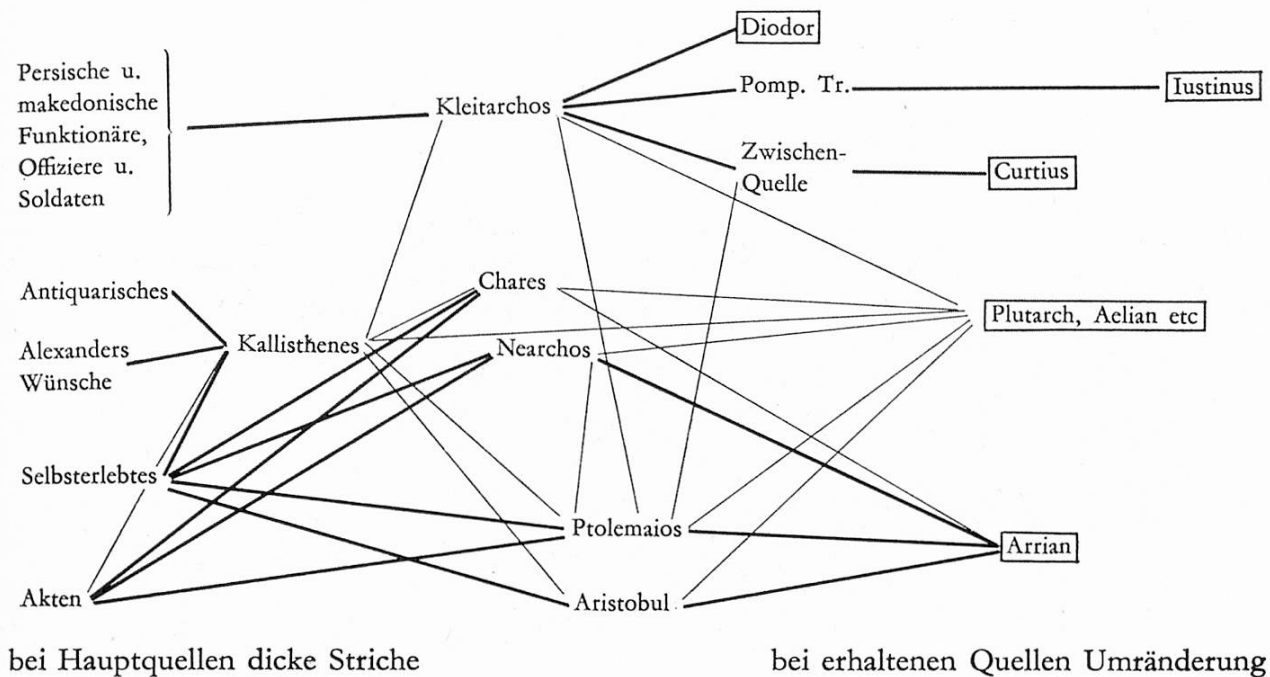 Persische u.
makedonische
Funktionäre,
Offiziere u.
Soldaten
Kleitarchos
Diodor
Pomp. Tr.
Iustinus
Zwischen-
Quelle
Curtius
Antiquarisches
Alexanders
Wünsche
Kallisthenes
Chares
Nearchos
Plutarch, Aelian etc
Selbsterlebtes
Ptolemaios
Arrian
Akten
Aristobul
bei Hauptquellen dicke Striche
bei erhaltenen Quellen Umränderung